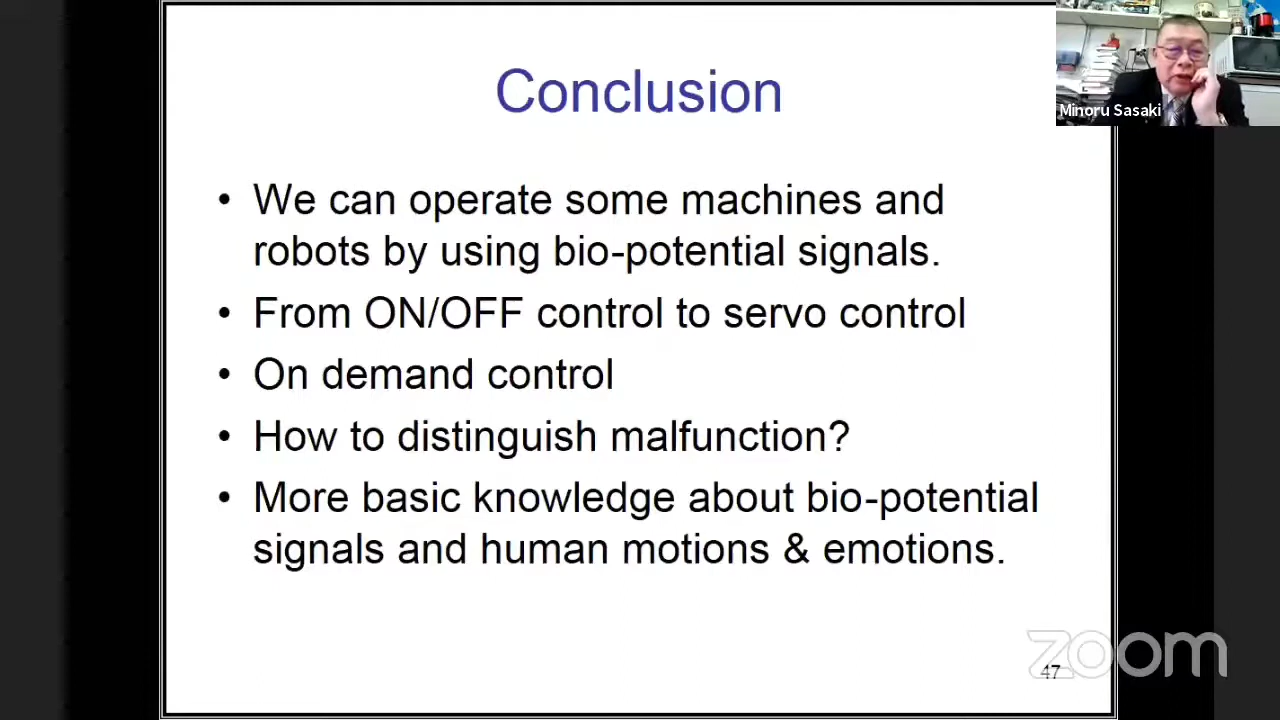 Conclusion
Minoru Sasaki
• We can operate some machines and
robots by using bio-potential signals.
• From ON/OFF control to servo control
• On demand control
• How to distinguish malfunction?
• More basic knowledge about bio-potential
signals and human motions & emotions.
zoom
47